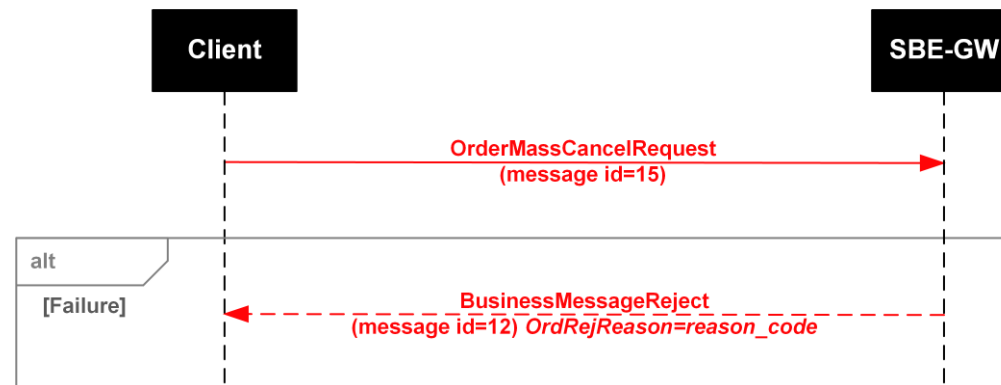 Client
SBE-GW
OrderMassCancelRequest
(message id=15)
alt
[Failure]
BusinessMessageReject
(message id=12) OrdRejReason=reason_code